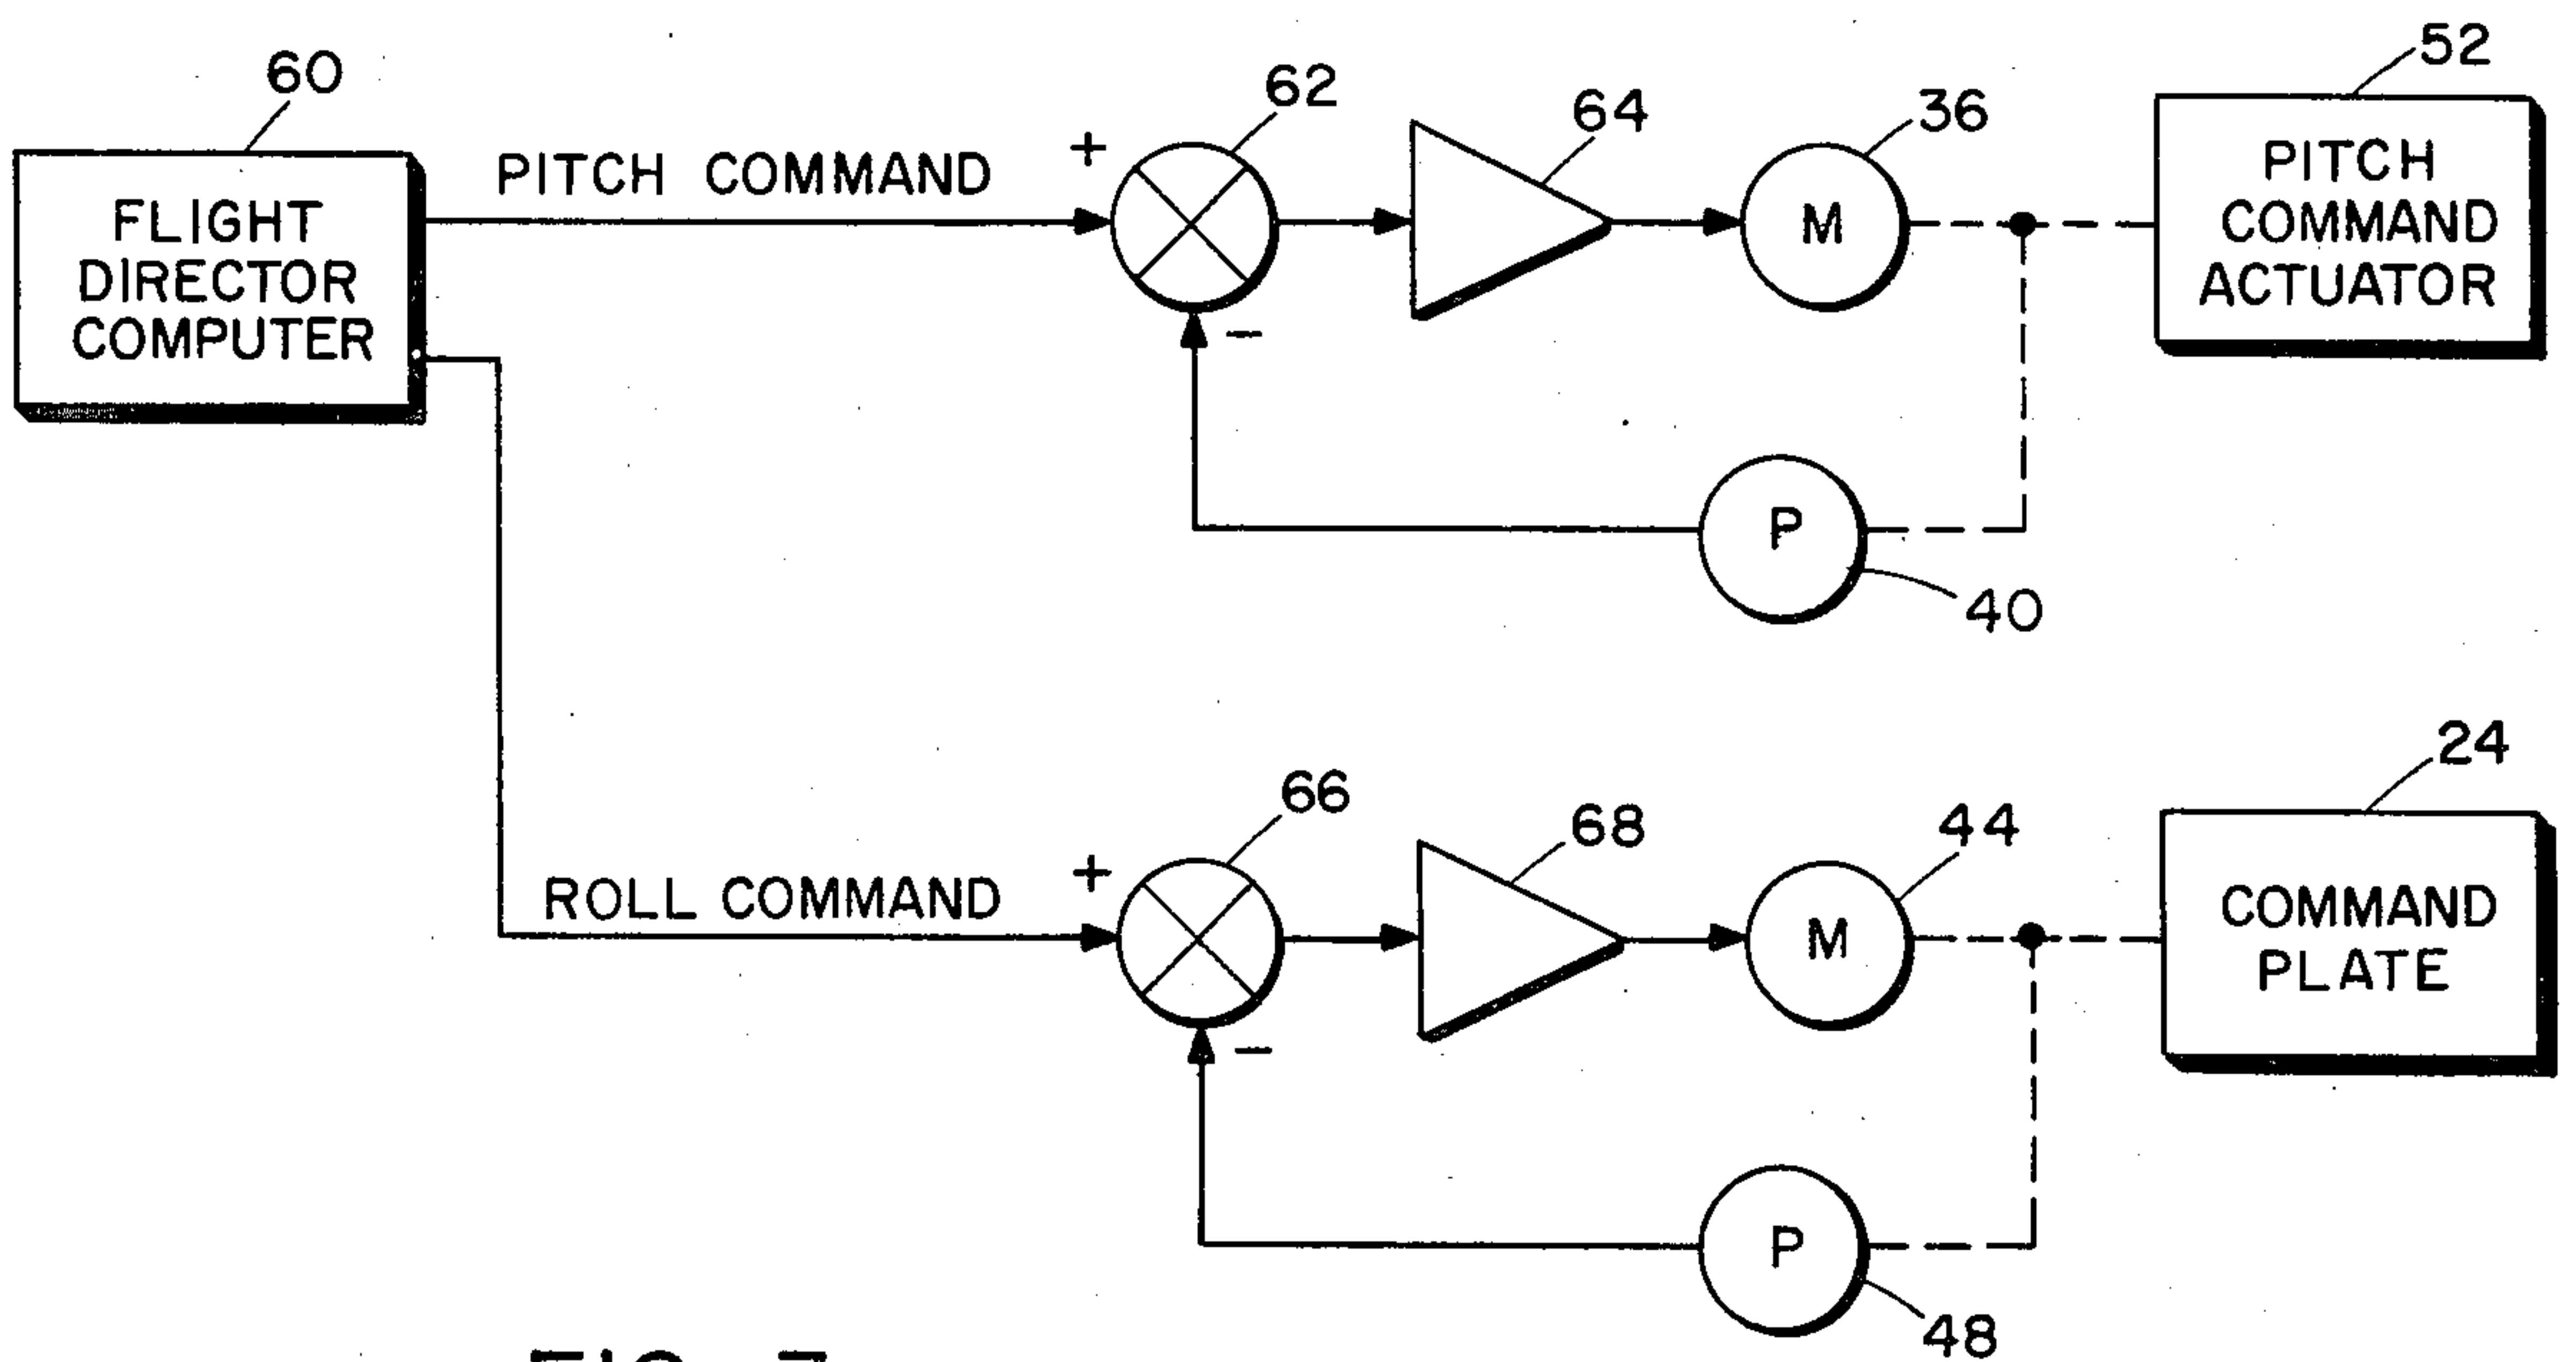 60
FLIGHT
DIRECTOR
COMPUTER
PITCH COMMAND
+
62
−
64
36
M
52
PITCH
COMMAND
ACTUATOR
P
40
ROLL COMMAND
+
66
−
68
44
M
24
COMMAND
PLATE
P
48